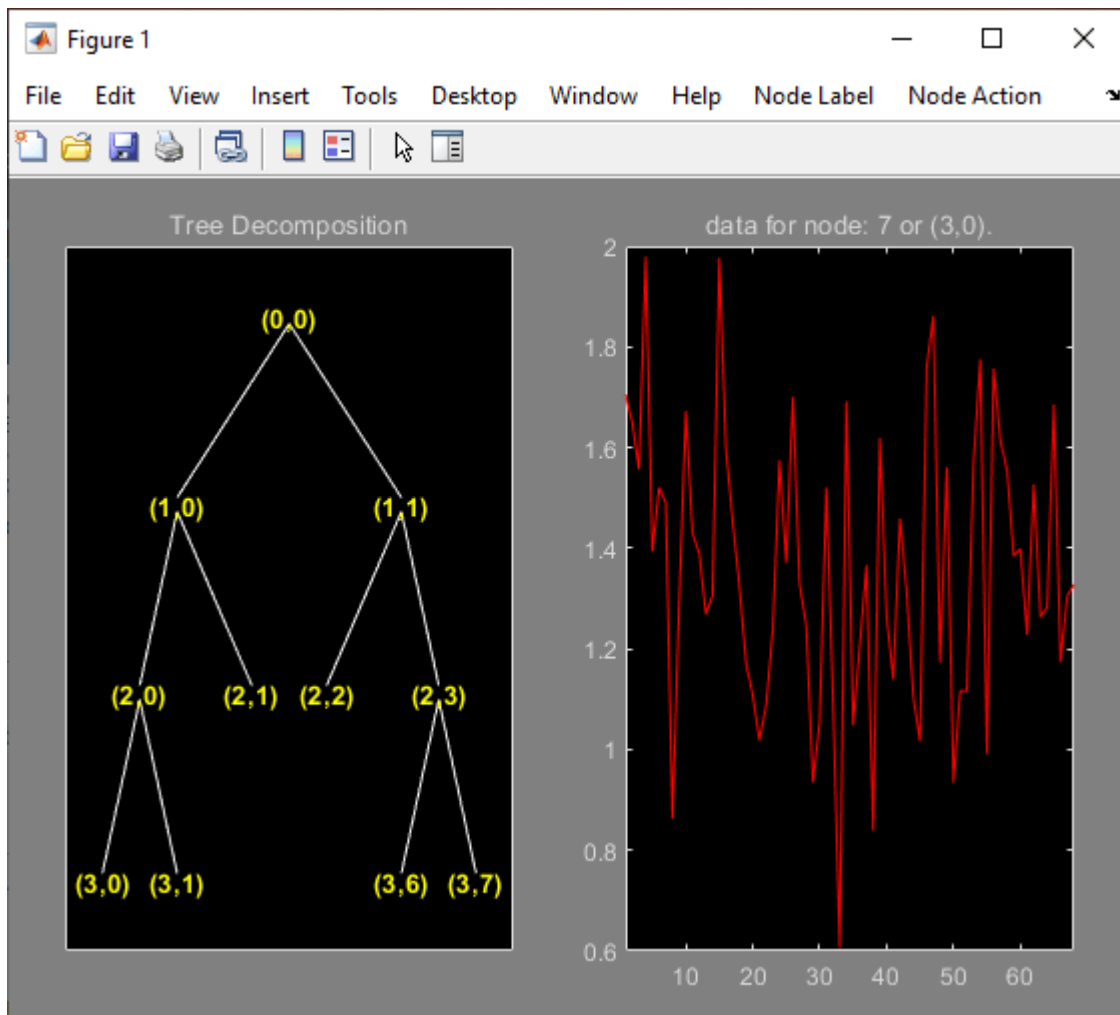 Figure 1
File Edit View Insert Tools Desktop Window Help Node Label Node Action
Tree Decomposition
(0,0)
(1,0) (1,1)
(2,0) (2,1) (2,2) (2,3)
(3,0) (3,1) (3,6) (3,7)
data for node: 7 or (3,0).
2
1.8
1.6
1.4
1.2
1
0.8
0.6
10 20 30 40 50 60